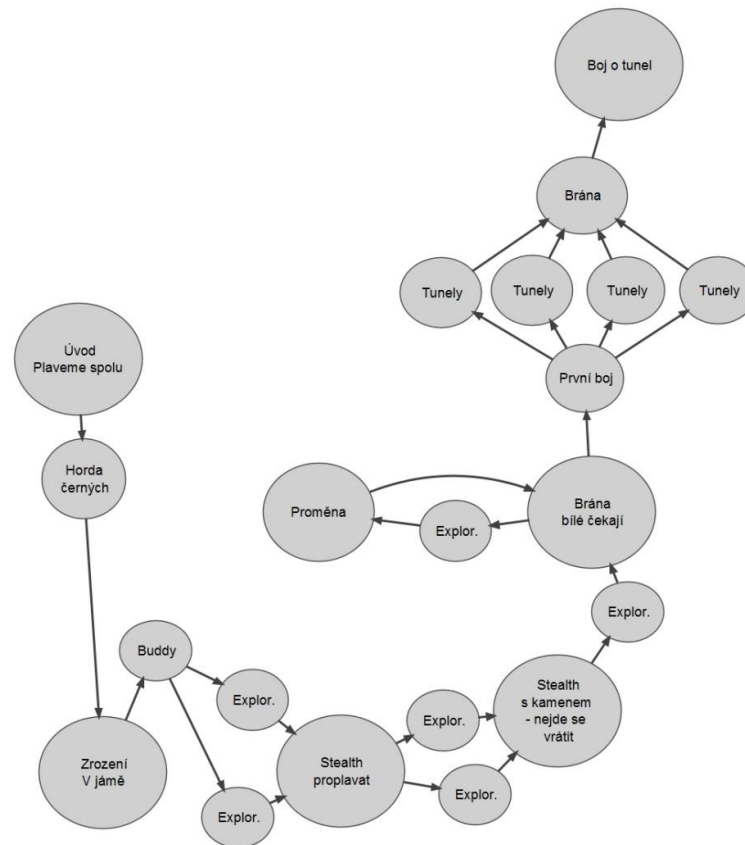 Boj o tunel
Brána
Tunely
Tunely
Tunely
Tunely
Úvod
Plaveme spolu
První boj
Horda
černých
Proměna
Explor.
Brána
bílé čekají
Explor.
Buddy
Explor.
Explor.
Stealth
s kamenem
- nejde se
vrátit
Zrození
V jámě
Stealth
proplavat
Explor.
Explor.